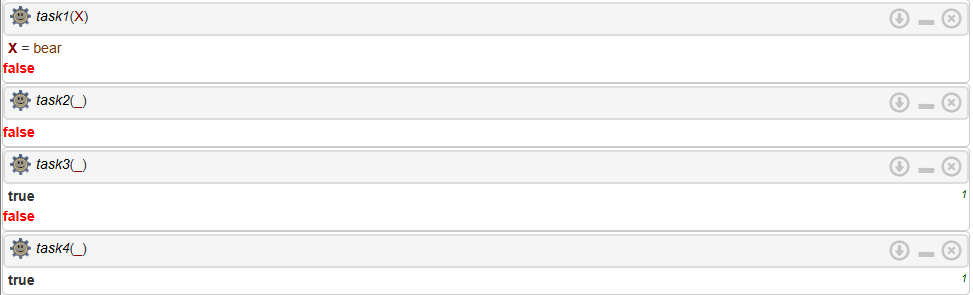 task1(X)
X = bear
false
task2(_)
false
task3(_)
true 1
false
task4(_)
true 1